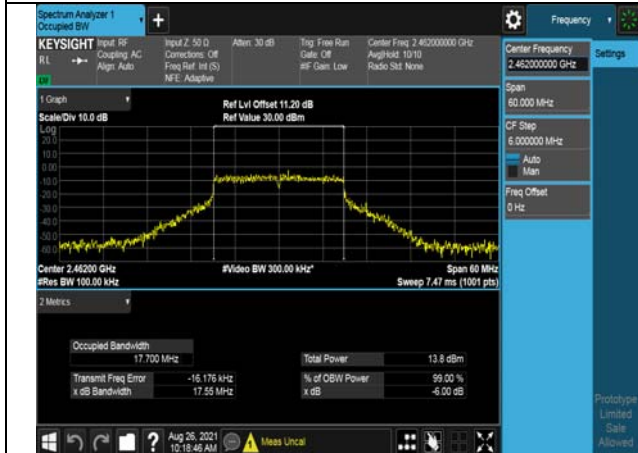 Spectrum Analyzer 1
Occupied BW
Frequency
KEYSIGHT
RL
Input: RF
Coupling: AC
Align: Auto
Input Z: 50 Ω
Corrections: Off
Freq Ref: Int (S)
NFE: Adaptive
Atten: 30 dB
Trig: Free Run
Gate: Off
#IF Gain: Low
Center Freq: 2.462000000 GHz
Avg|Hold: 10/10
Radio Std: None
Center Frequency
2.462000000 GHz
Settings
Span
60.000 MHz
CF Step
6.000000 MHz
Auto
Man
Freq Offset
0 Hz
1 Graph
Scale/Div 10.0 dB
Ref Lvl Offset 11.20 dB
Ref Value 30.00 dBm
Log
20.0
10.0
0.00
-10.0
-20.0
-30.0
-40.0
-50.0
-60.0
Center 2.46200 GHz
#Res BW 100.00 kHz
#Video BW 300.00 kHz*
Span 60 MHz
Sweep 7.47 ms (1001 pts)
2 Metrics
Occupied Bandwidth
17.700 MHz
Total Power
13.8 dBm
Transmit Freq Error
-16.176 kHz
% of OBW Power
99.00 %
x dB Bandwidth
17.55 MHz
x dB
-6.00 dB
Prototype
Limited
Sale
Allowed
Aug 26, 2021
10:18:46 AM
Meas Uncal